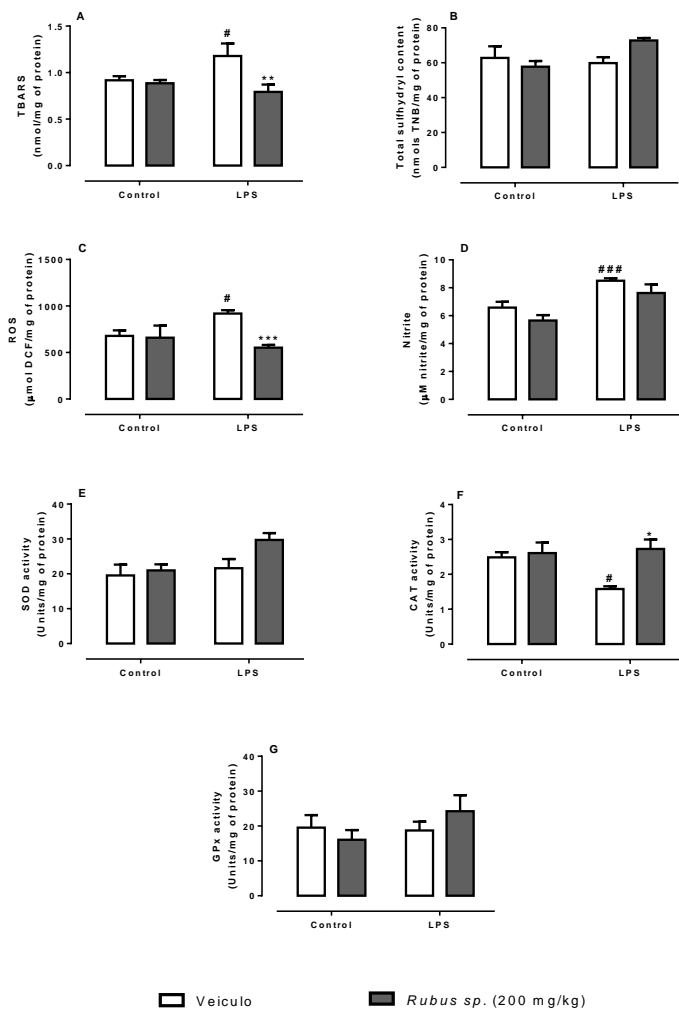 A
TBARS
(nmol/mg of protein)
1.5
1.0
0.5
0.0
#
**
Control
LPS
B
Total sulfhydryl content
(nmols TNB/mg of protein)
80
60
40
20
0
Control
LPS
C
ROS
(µmol DCF/mg of protein)
1500
1000
500
0
#
***
Control
LPS
D
Nitrite
(µM nitrite/mg of protein)
10
8
6
4
2
0
###
Control
LPS
E
SOD activity
(Units/mg of protein)
40
30
20
10
0
Control
LPS
F
CAT activity
(Units/mg of protein)
4
3
2
1
0
#
*
Control
LPS
G
GPx activity
(Units/mg of protein)
40
30
20
10
0
Control
LPS
Veiculo
Rubus sp. (200 mg/kg)